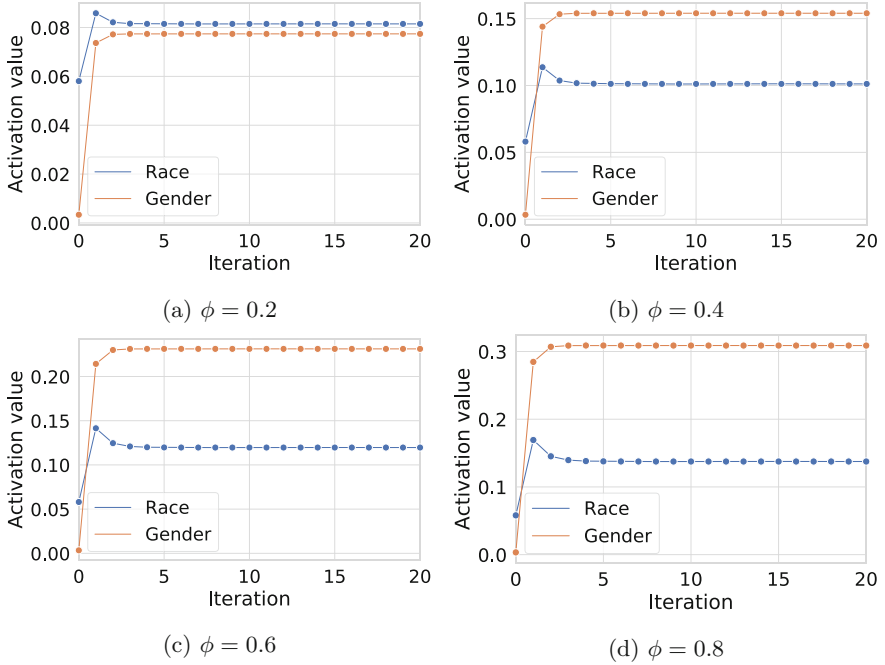 0.08
0.06
0.04
0.02
0.00
Activation value
Race
Gender
0 5 10 15 20
Iteration
(a) ϕ = 0.2
0.15
0.10
0.05
0.00
Activation value
Race
Gender
0 5 10 15 20
Iteration
(b) ϕ = 0.4
0.20
0.15
0.10
0.05
0.00
Activation value
Race
Gender
0 5 10 15 20
Iteration
(c) ϕ = 0.6
0.3
0.2
0.1
0.0
Activation value
Race
Gender
0 5 10 15 20
Iteration
(d) ϕ = 0.8